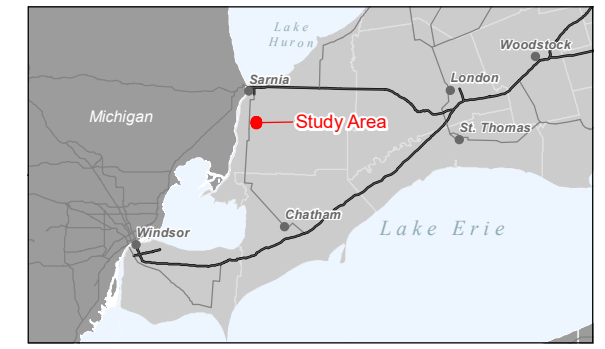 Lake
Huron
Woodstock
Sarnia
London
Michigan
Study Area
St. Thomas
Chatham
Lake Erie
Windsor